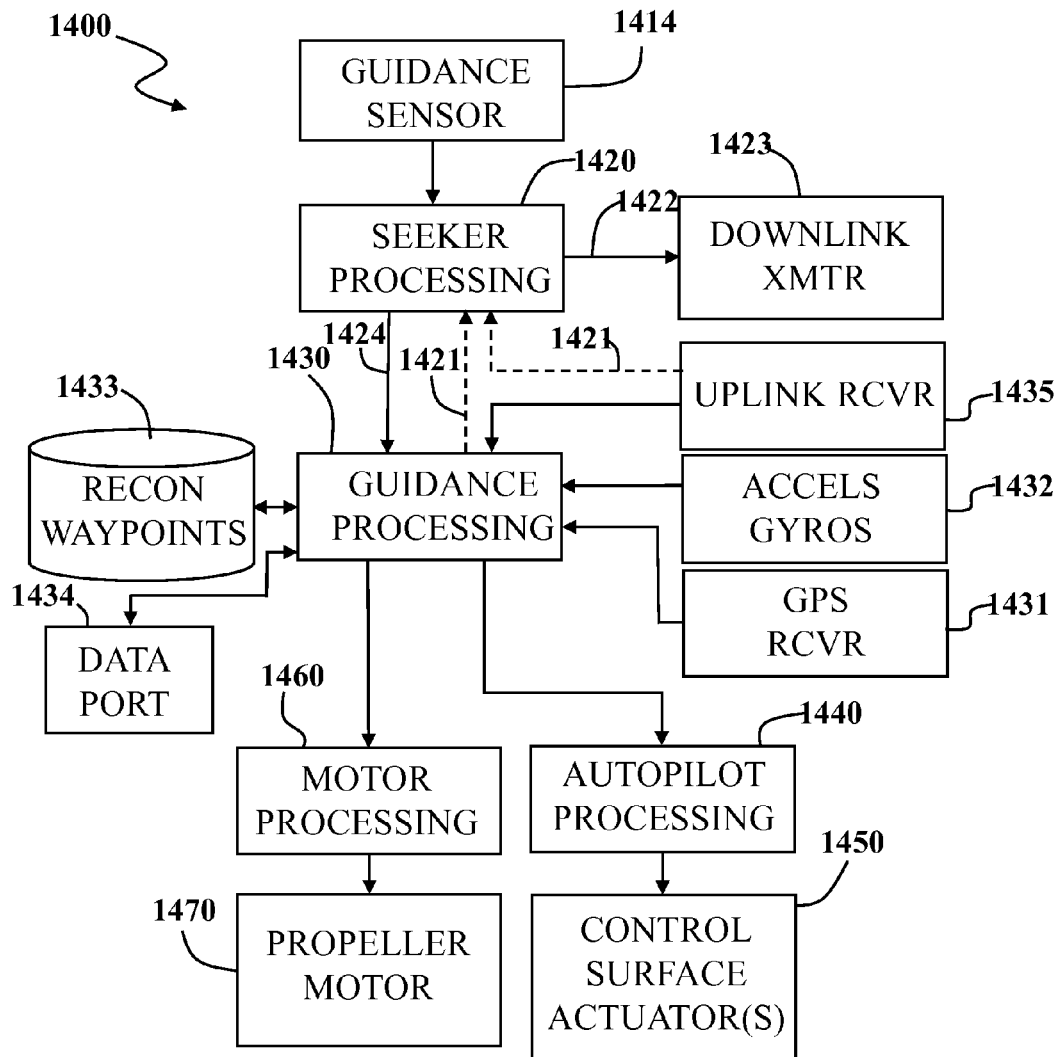 1400
1414
GUIDANCE
SENSOR
1420
1423
1422
SEEKER
PROCESSING
DOWNLINK
XMTR
1424
1421
1421
1430
1433
UPLINK RCVR
1435
RECON
WAYPOINTS
GUIDANCE
PROCESSING
ACCELS
GYROS
1432
1434
DATA
PORT
GPS
RCVR
1431
1460
1440
MOTOR
PROCESSING
AUTOPILOT
PROCESSING
1450
1470
PROPELLER
MOTOR
CONTROL
SURFACE
ACTUATOR(S)